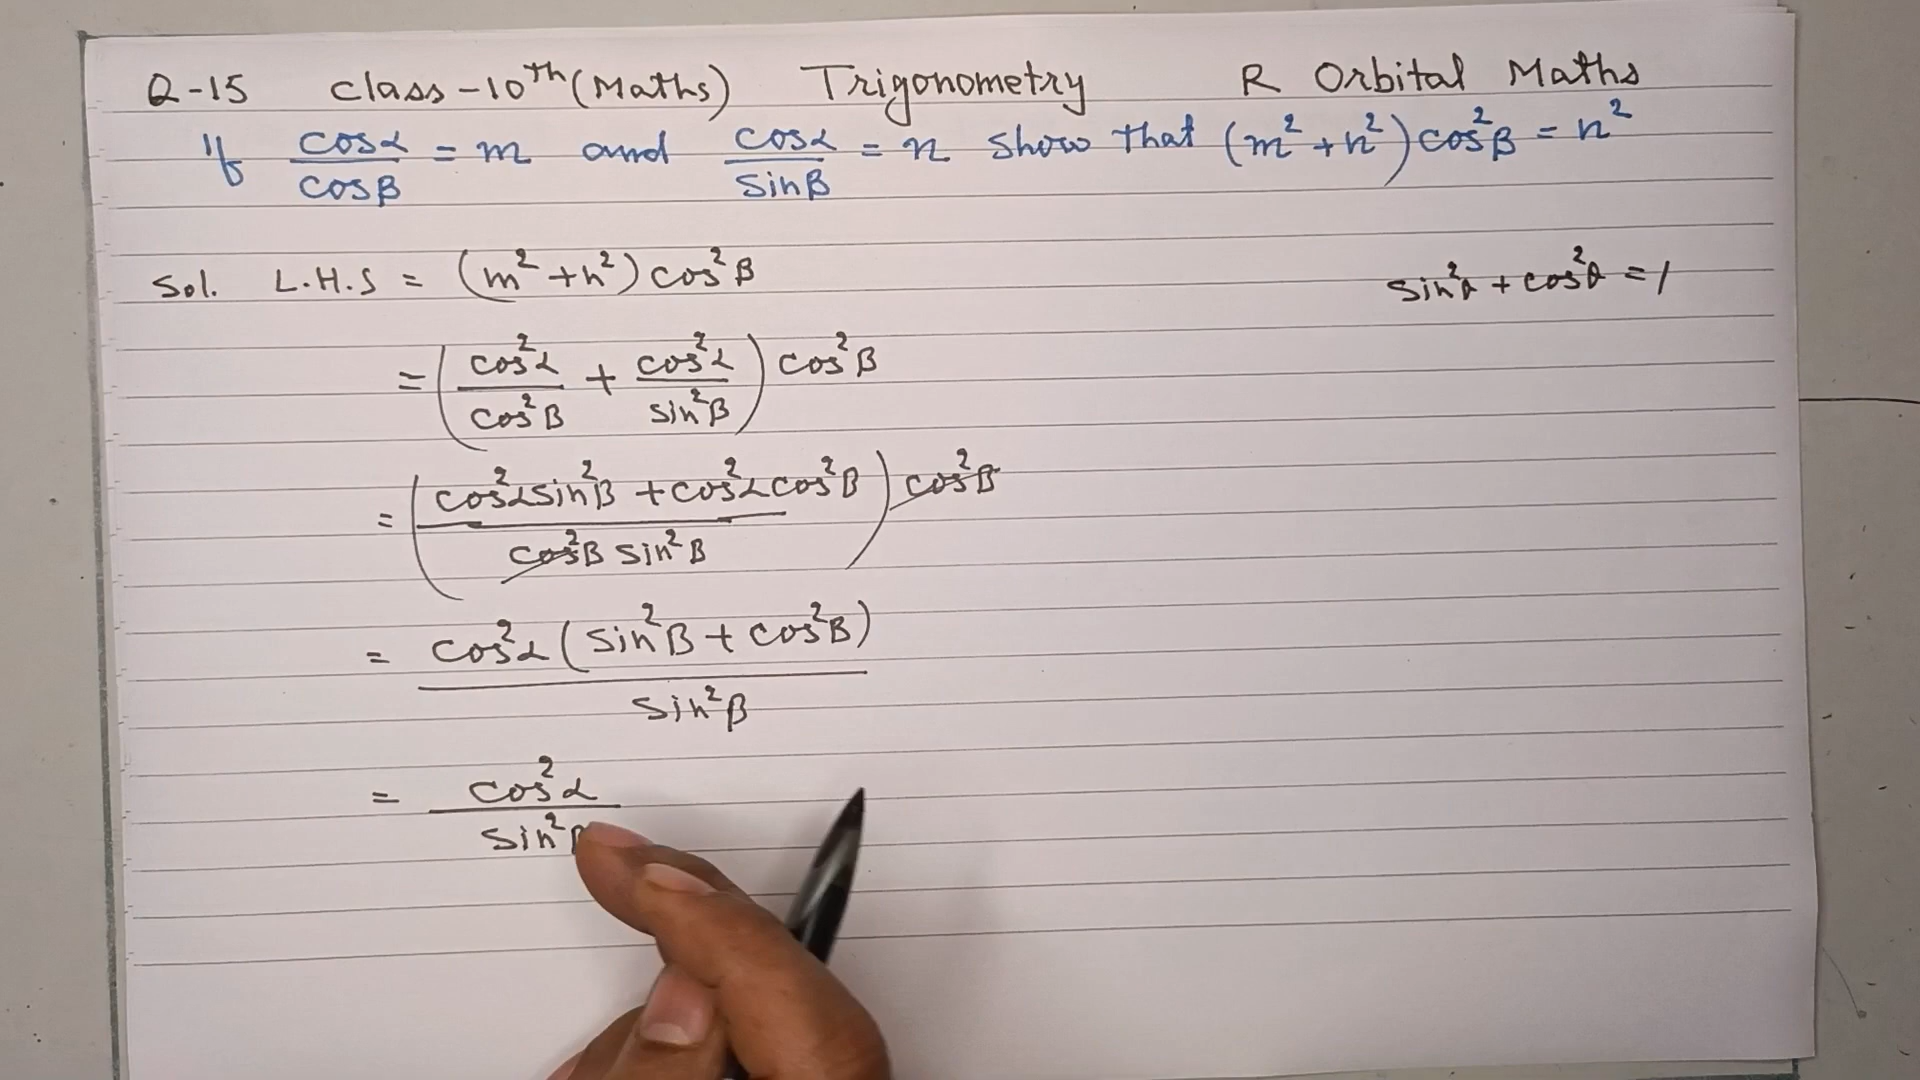 Q-15 class-10th (Maths) Trigonometry R Orbital Maths
If cosα/cosβ = m and cosα/sinβ = n show that (m² + n²) cos²β = n²
Sol. L.H.S = (m² + n²) cos²β
sin²θ + cos²θ = 1
= (cos²α/cos²β + cos²α/sin²β) cos²β
= ((cos²α sin²β + cos²α cos²β)/(cos²β sin²β)) cos²β
= cos²α (sin²β + cos²β)/sin²β
= cos²α/sin²β